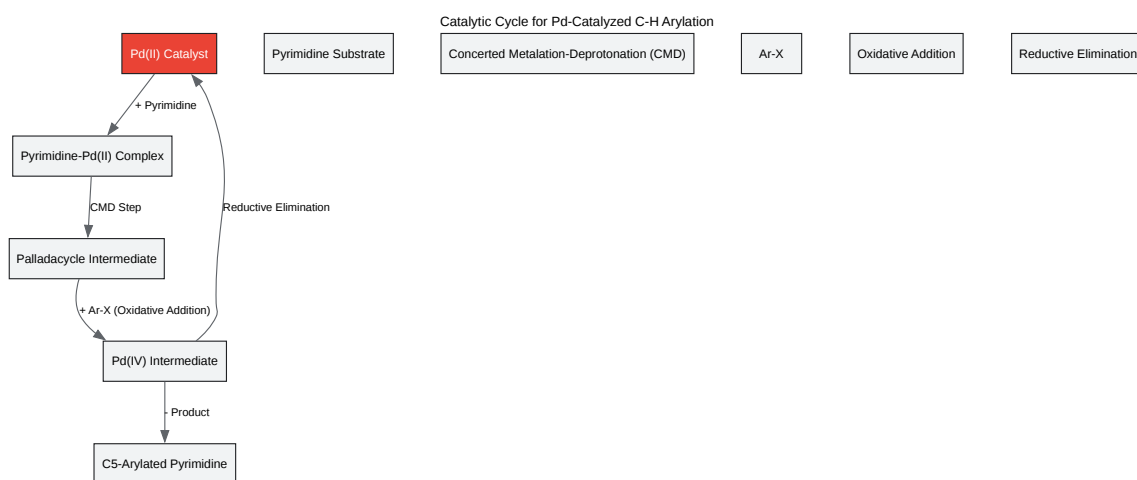 Catalytic Cycle for Pd-Catalyzed C-H Arylation
Pd(II) Catalyst
Pyrimidine Substrate
Concerted Metalation-Deprotonation (CMD)
Ar-X
Oxidative Addition
Reductive Elimination
+ Pyrimidine
Pyrimidine-Pd(II) Complex
CMD Step
Reductive Elimination
Palladacycle Intermediate
+ Ar-X (Oxidative Addition)
Pd(IV) Intermediate
- Product
C5-Arylated Pyrimidine